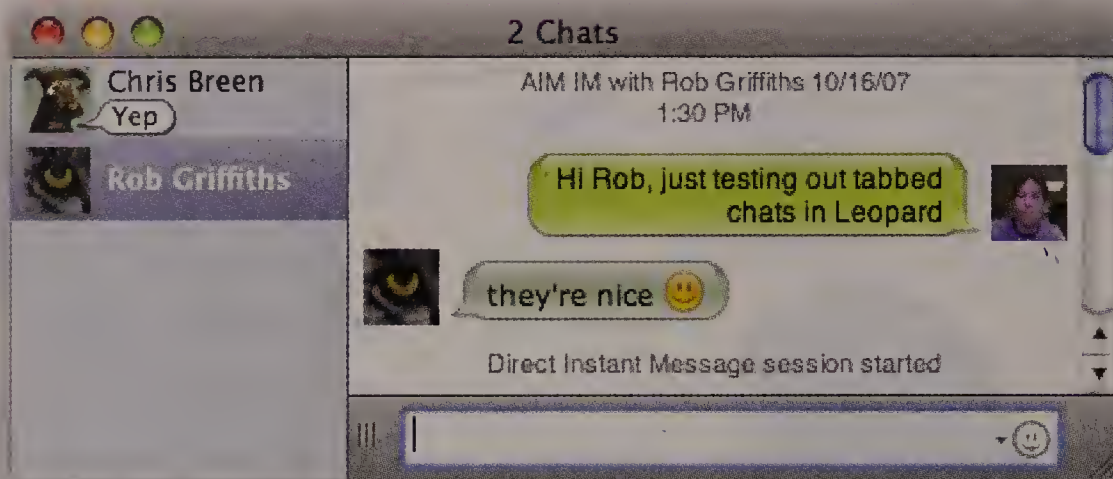 2 Chats
Chris Breen
Yep
Rob Griffiths
AIM IM with Rob Griffiths 10/16/07
1:30 PM
Hi Rob, just testing out tabbed
chats in Leopard
they're nice
Direct Instant Message session started